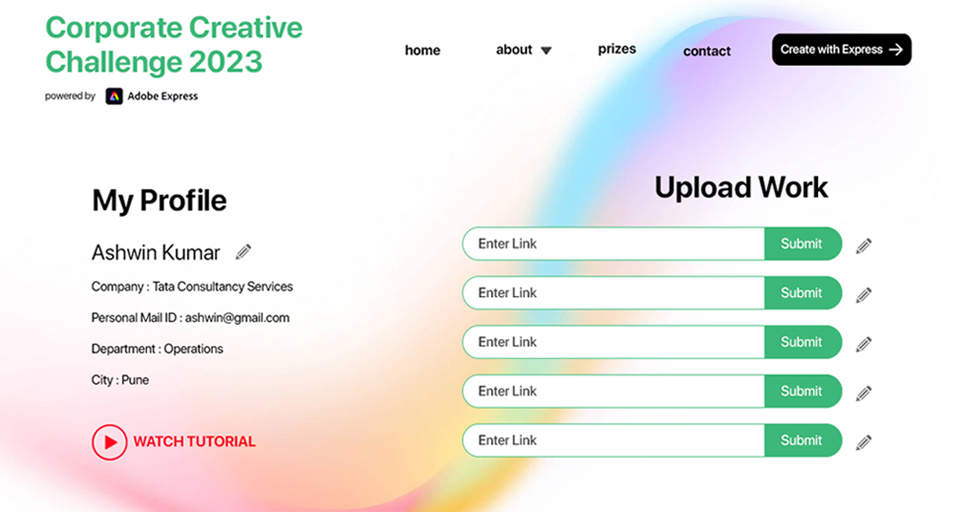 Corporate Creative
Challenge 2023
powered by Adobe Express
home about prizes contact Create with Express
My Profile
Ashwin Kumar
Company : Tata Consultancy Services
Personal Mail ID : ashwin@gmail.com
Department : Operations
City : Pune
WATCH TUTORIAL
Upload Work
Enter Link Submit
Enter Link Submit
Enter Link Submit
Enter Link Submit
Enter Link Submit